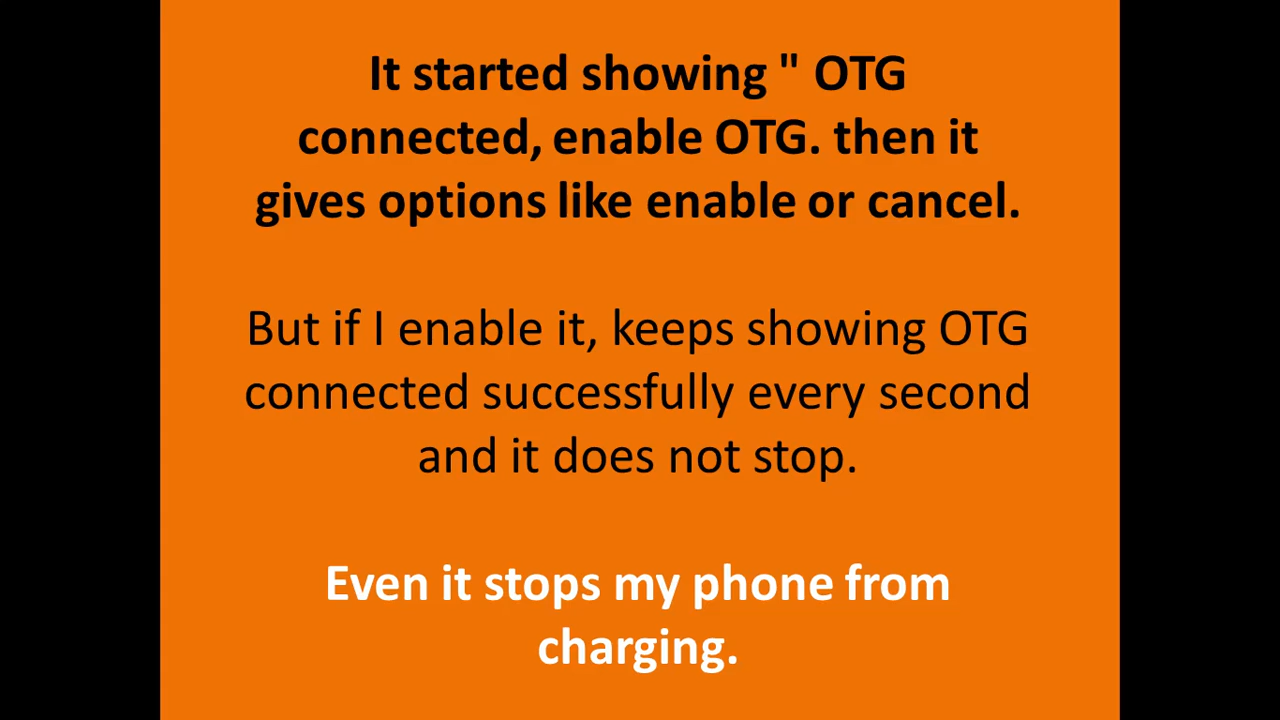 It started showing " OTG
connected, enable OTG. then it
gives options like enable or cancel.
But if I enable it, keeps showing OTG
connected successfully every second
and it does not stop.
Even it stops my phone from
charging.